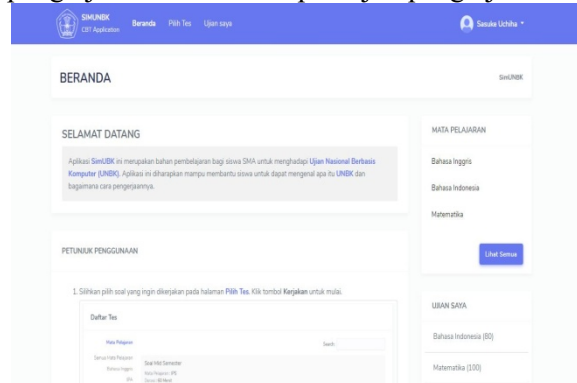 SIMUNBK
CBT Application
Beranda
Pilih Tes
Ujian saya
Sasuke Uchiha
BERANDA
SimUNBK
SELAMAT DATANG
Aplikasi SimUBK ini merupakan bahan pembelajaran bagi siswa SMA untuk menghadapi Ujian Nasional Berbasis
Komputer (UNBK). Aplikasi ini diharapkan mampu membantu siswa untuk dapat mengenal apa itu UNBK dan
bagaimana cara pengerjaannya.
MATA PELAJARAN
Bahasa Inggris
Bahasa Indonesia
Matematika
Lihat Semua
PETUNJUK PENGGUNAAN
1. Silihkan pilih soal yang ingin dikerjakan pada halaman Pilih Tes. Klik tombol Kerjakan untuk mulai.
Daftar Tes
Mata Pelajaran
Search:
Semua Mata Pelajaran
Bahasa Inggris
Soal Mid Semester
UJIAN SAYA
Bahasa Indonesia (80)
Matematika (100)